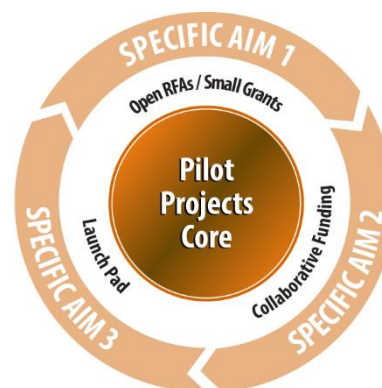 SPECIFIC AIM 1
Open RFAs / Small Grants
Pilot
Projects
Core
Collaborative Funding
SPECIFIC AIM 2
Launch Pad
SPECIFIC AIM 3